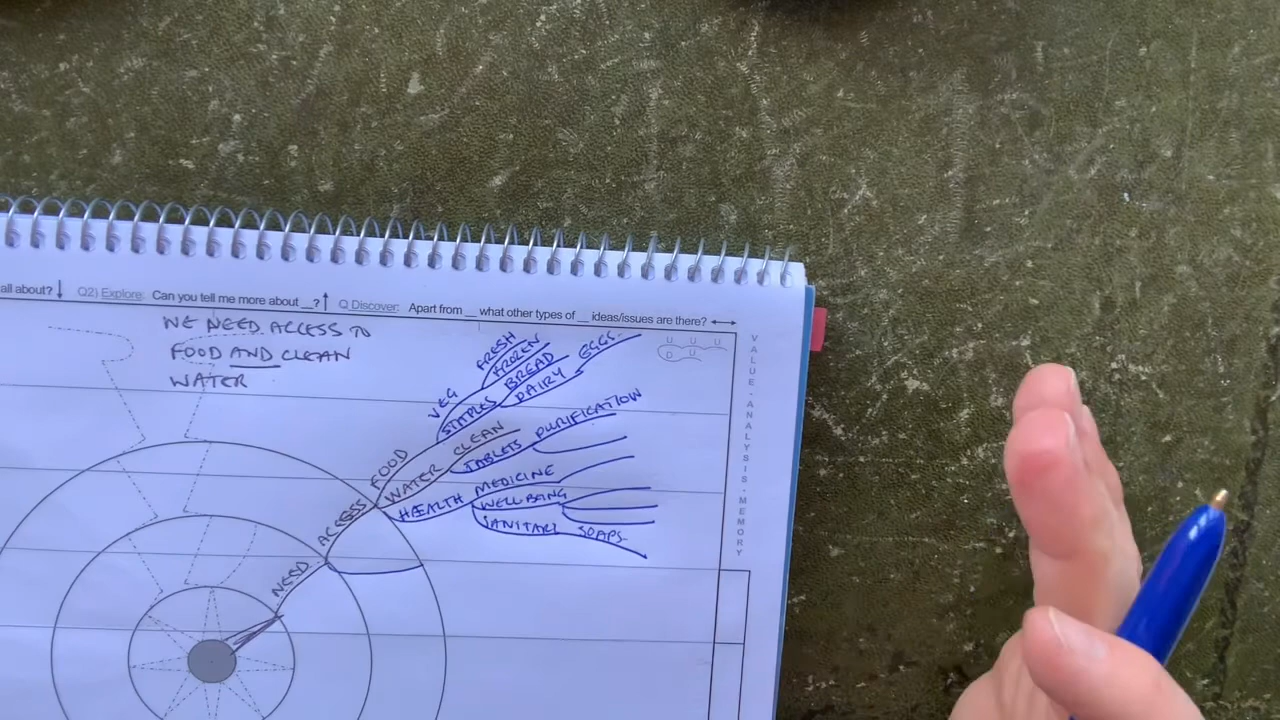 all about? Q2) Explore: Can you tell me more about __? Q Discover: Apart from __ what other types of __ ideas/issues are there?
WE NEED ACCESS TO
FOOD AND CLEAN
WATER
U U U
D U
VALUE-ANALYSIS-MEMORY
FRESH
FROZEN
VEG
BREAD
EGGS
STAPLES
DAIRY
FOOD
CLEAN
PURIFICATION
WATER
TABLETS
HEALTH
MEDICINE
WELLBEING
SANITARY
SOAPS
ACCESS
NEED